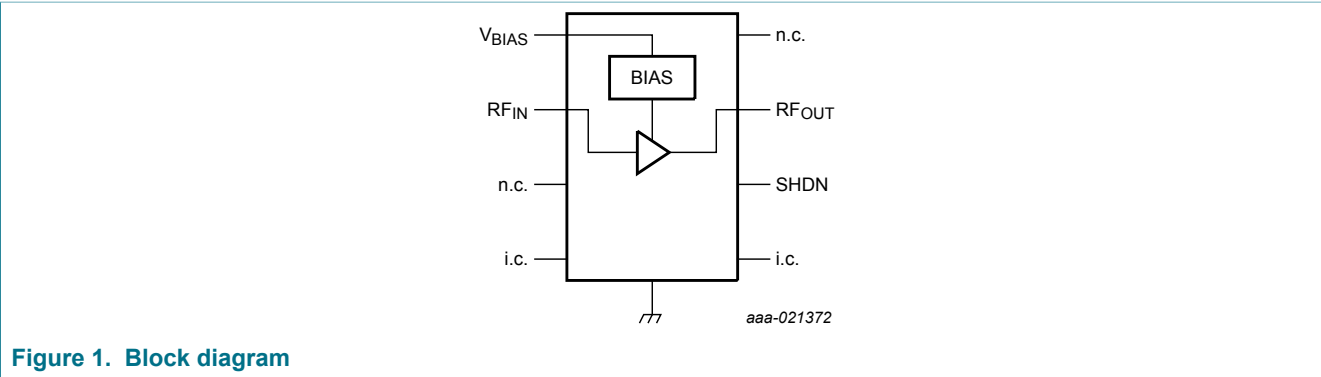 VBIAS
n.c.
BIAS
RFIN
RFOUT
n.c.
SHDN
i.c.
i.c.
aaa-021372
Figure 1. Block diagram